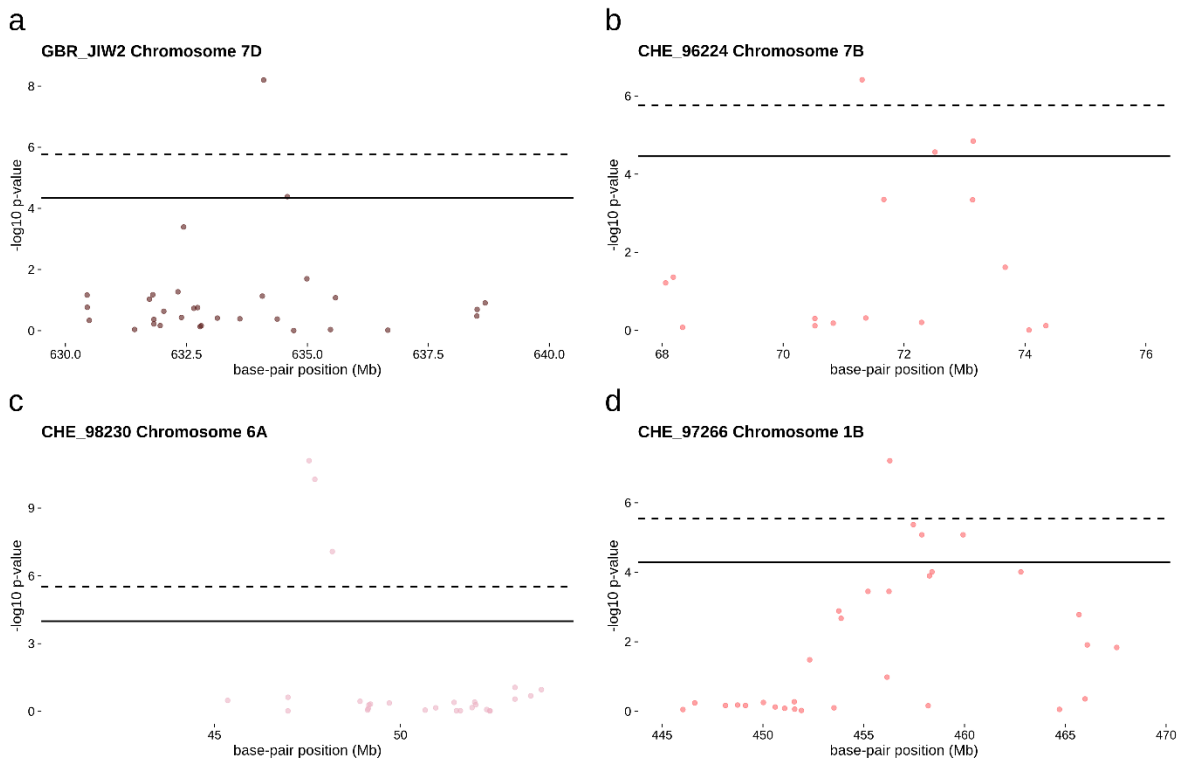 a
GBR_JIW2 Chromosome 7D
-log10 p-value
8
6
4
2
0
630.0 632.5 635.0 637.5 640.0
base-pair position (Mb)
b
CHE_96224 Chromosome 7B
-log10 p-value
6
4
2
0
68 70 72 74 76
base-pair position (Mb)
c
CHE_98230 Chromosome 6A
-log10 p-value
9
6
3
0
45 50
base-pair position (Mb)
d
CHE_97266 Chromosome 1B
-log10 p-value
6
4
2
0
445 450 455 460 465 470
base-pair position (Mb)